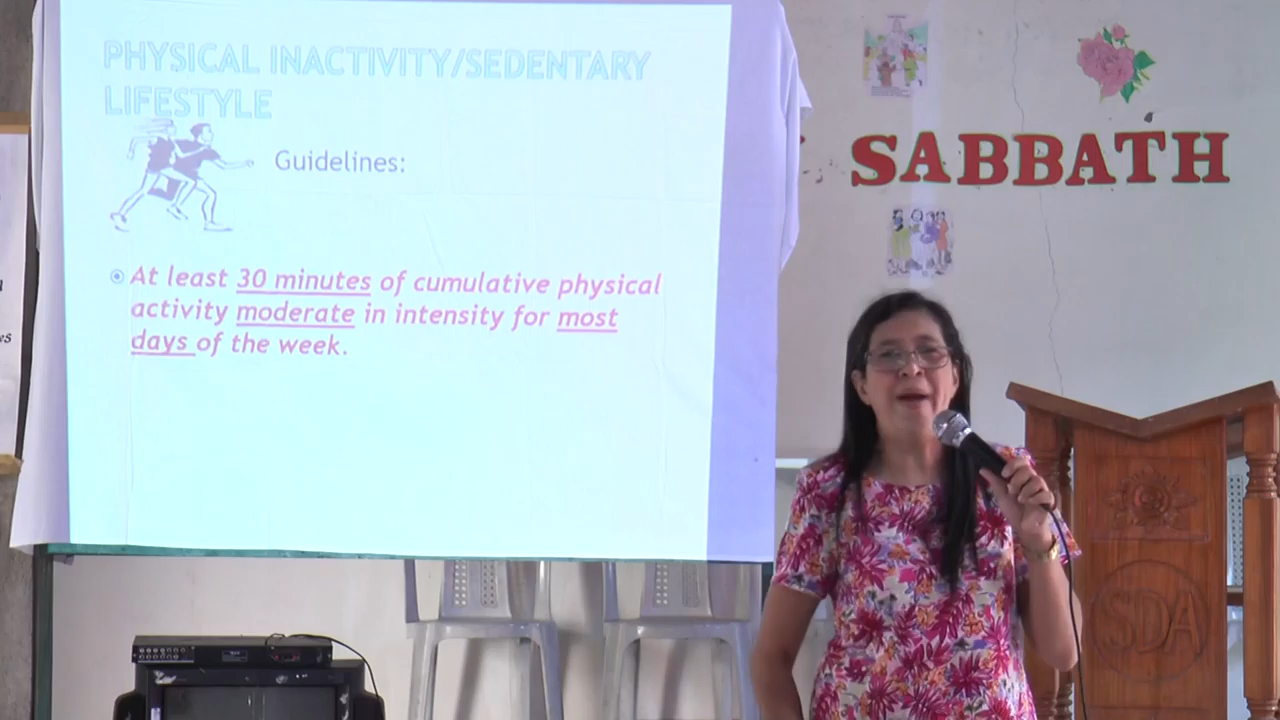 PHYSICAL INACTIVITY/SEDENTARY
LIFESTYLE
Guidelines:
At least 30 minutes of cumulative physical
activity moderate in intensity for most
days of the week.
SABBATH
SDA